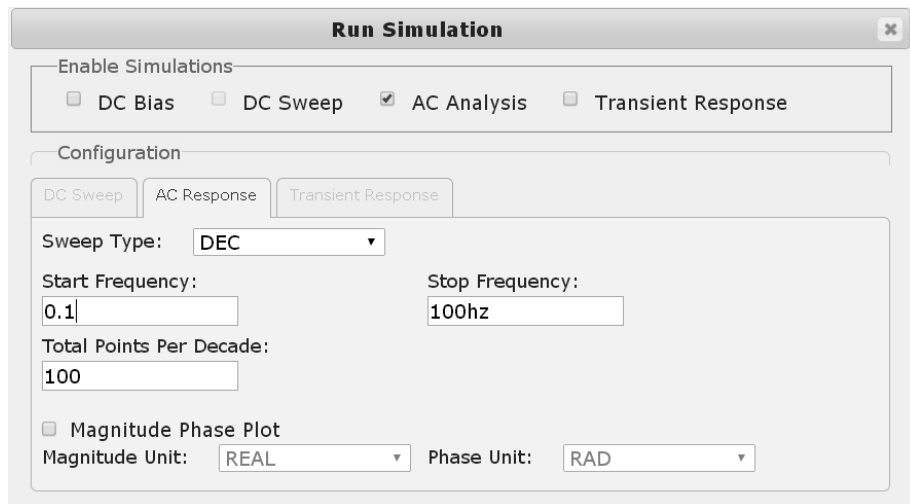 Run Simulation
Enable Simulations
DC Bias DC Sweep AC Analysis Transient Response
Configuration
DC Sweep AC Response Transient Response
Sweep Type: DEC
Start Frequency: Stop Frequency:
0.1 100hz
Total Points Per Decade:
100
Magnitude Phase Plot
Magnitude Unit: REAL Phase Unit: RAD